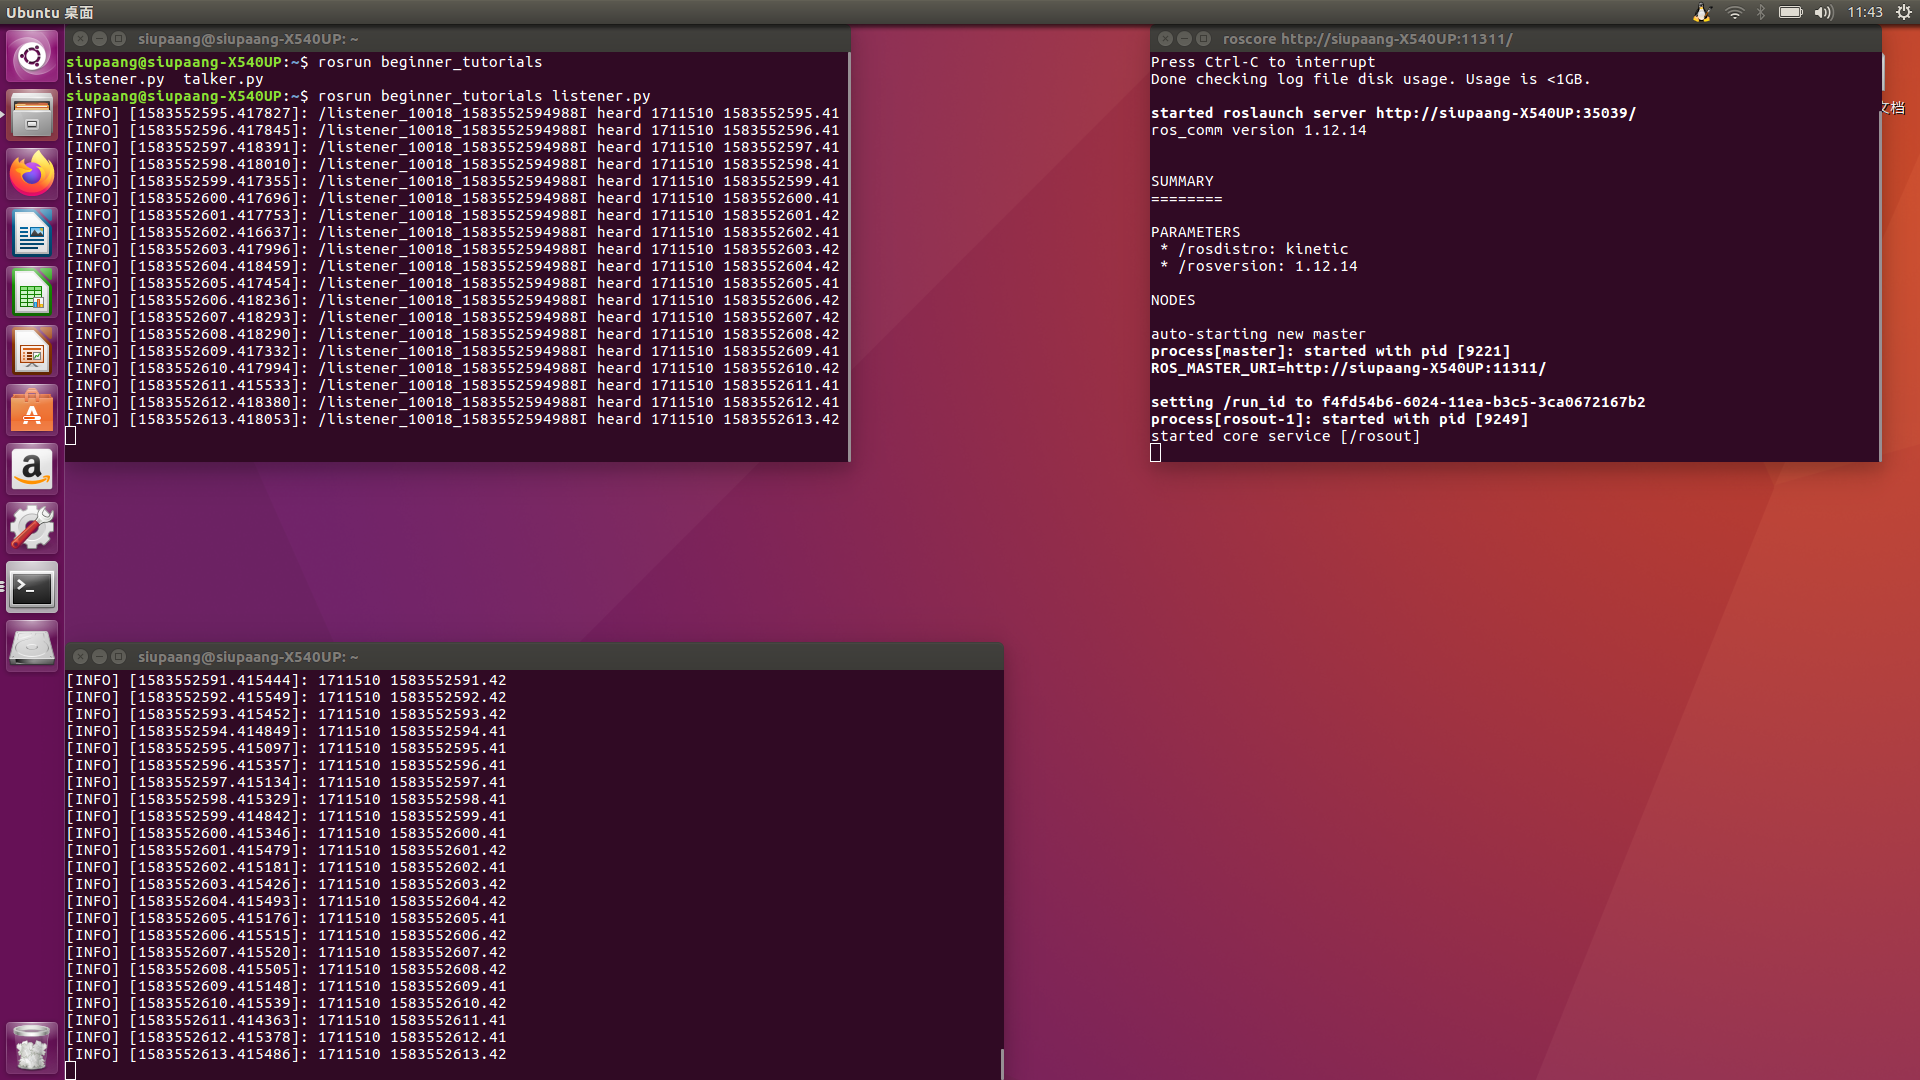 Ubuntu 桌面
11:43
siupaang@siupaang-X540UP: ~
siupaang@siupaang-X540UP:~$ rosrun beginner_tutorials
listener.py  talker.py
siupaang@siupaang-X540UP:~$ rosrun beginner_tutorials listener.py
[INFO] [1583552595.417827]: /listener_10018_1583552594988I heard 1711510 1583552595.41
[INFO] [1583552596.417845]: /listener_10018_1583552594988I heard 1711510 1583552596.41
[INFO] [1583552597.418391]: /listener_10018_1583552594988I heard 1711510 1583552597.41
[INFO] [1583552598.418010]: /listener_10018_1583552594988I heard 1711510 1583552598.41
[INFO] [1583552599.417355]: /listener_10018_1583552594988I heard 1711510 1583552599.41
[INFO] [1583552600.417696]: /listener_10018_1583552594988I heard 1711510 1583552600.41
[INFO] [1583552601.417753]: /listener_10018_1583552594988I heard 1711510 1583552601.42
[INFO] [1583552602.416637]: /listener_10018_1583552594988I heard 1711510 1583552602.41
[INFO] [1583552603.417996]: /listener_10018_1583552594988I heard 1711510 1583552603.42
[INFO] [1583552604.418459]: /listener_10018_1583552594988I heard 1711510 1583552604.42
[INFO] [1583552605.417454]: /listener_10018_1583552594988I heard 1711510 1583552605.41
[INFO] [1583552606.418236]: /listener_10018_1583552594988I heard 1711510 1583552606.42
[INFO] [1583552607.418293]: /listener_10018_1583552594988I heard 1711510 1583552607.42
[INFO] [1583552608.418290]: /listener_10018_1583552594988I heard 1711510 1583552608.42
[INFO] [1583552609.417332]: /listener_10018_1583552594988I heard 1711510 1583552609.41
[INFO] [1583552610.417994]: /listener_10018_1583552594988I heard 1711510 1583552610.42
[INFO] [1583552611.415533]: /listener_10018_1583552594988I heard 1711510 1583552611.41
[INFO] [1583552612.418380]: /listener_10018_1583552594988I heard 1711510 1583552612.41
[INFO] [1583552613.418053]: /listener_10018_1583552594988I heard 1711510 1583552613.42
roscore http://siupaang-X540UP:11311/
Press Ctrl-C to interrupt
Done checking log file disk usage. Usage is <1GB.
started roslaunch server http://siupaang-X540UP:35039/
ros_comm version 1.12.14
SUMMARY
========
PARAMETERS
* /rosdistro: kinetic
* /rosversion: 1.12.14
NODES
auto-starting new master
process[master]: started with pid [9221]
ROS_MASTER_URI=http://siupaang-X540UP:11311/
setting /run_id to f4fd54b6-6024-11ea-b3c5-3ca0672167b2
process[rosout-1]: started with pid [9249]
started core service [/rosout]
文档
siupaang@siupaang-X540UP: ~
[INFO] [1583552591.415444]: 1711510 1583552591.42
[INFO] [1583552592.415549]: 1711510 1583552592.42
[INFO] [1583552593.415452]: 1711510 1583552593.42
[INFO] [1583552594.414849]: 1711510 1583552594.41
[INFO] [1583552595.415097]: 1711510 1583552595.41
[INFO] [1583552596.415357]: 1711510 1583552596.41
[INFO] [1583552597.415134]: 1711510 1583552597.41
[INFO] [1583552598.415329]: 1711510 1583552598.41
[INFO] [1583552599.414842]: 1711510 1583552599.41
[INFO] [1583552600.415346]: 1711510 1583552600.41
[INFO] [1583552601.415479]: 1711510 1583552601.42
[INFO] [1583552602.415181]: 1711510 1583552602.41
[INFO] [1583552603.415426]: 1711510 1583552603.42
[INFO] [1583552604.415493]: 1711510 1583552604.42
[INFO] [1583552605.415176]: 1711510 1583552605.41
[INFO] [1583552606.415515]: 1711510 1583552606.42
[INFO] [1583552607.415520]: 1711510 1583552607.42
[INFO] [1583552608.415505]: 1711510 1583552608.42
[INFO] [1583552609.415148]: 1711510 1583552609.41
[INFO] [1583552610.415539]: 1711510 1583552610.42
[INFO] [1583552611.414363]: 1711510 1583552611.41
[INFO] [1583552612.415378]: 1711510 1583552612.41
[INFO] [1583552613.415486]: 1711510 1583552613.42